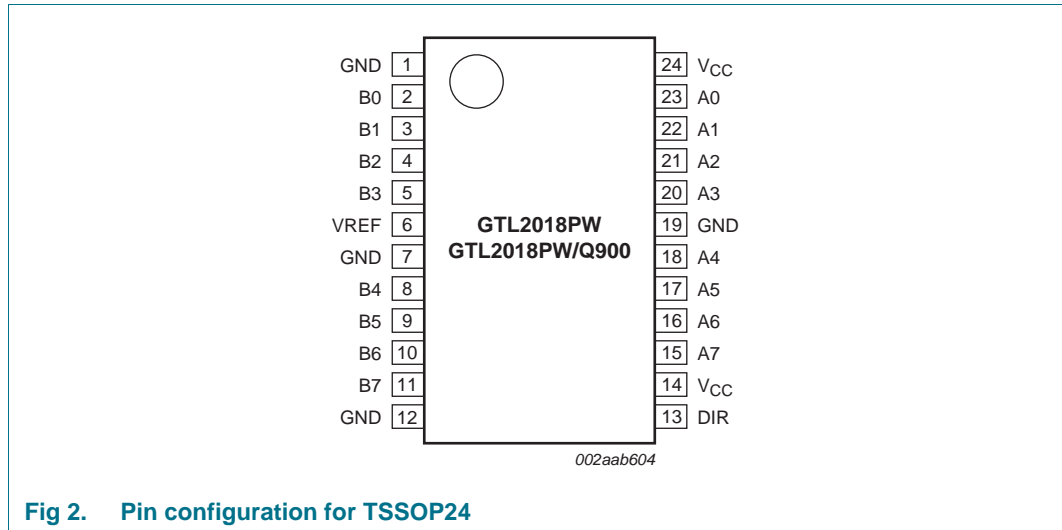 GND 1 24 VCC
B0 2 23 A0
B1 3 22 A1
B2 4 21 A2
B3 5 20 A3
VREF 6 GTL2018PW 19 GND
GND 7 GTL2018PW/Q900 18 A4
B4 8 17 A5
B5 9 16 A6
B6 10 15 A7
B7 11 14 VCC
GND 12 13 DIR
002aab604
Fig 2. Pin configuration for TSSOP24